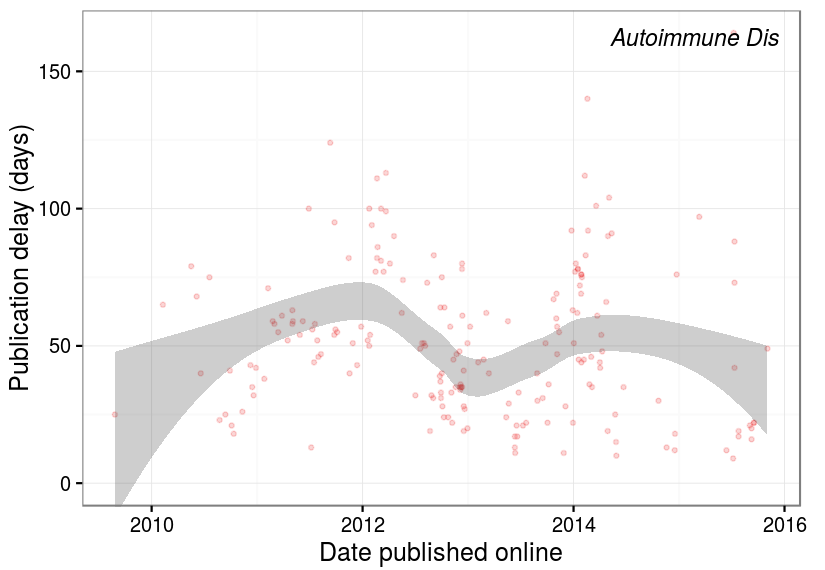 Autoimmune Dis
Publication delay (days)
150
100
50
0
2010 2012 2014 2016
Date published online